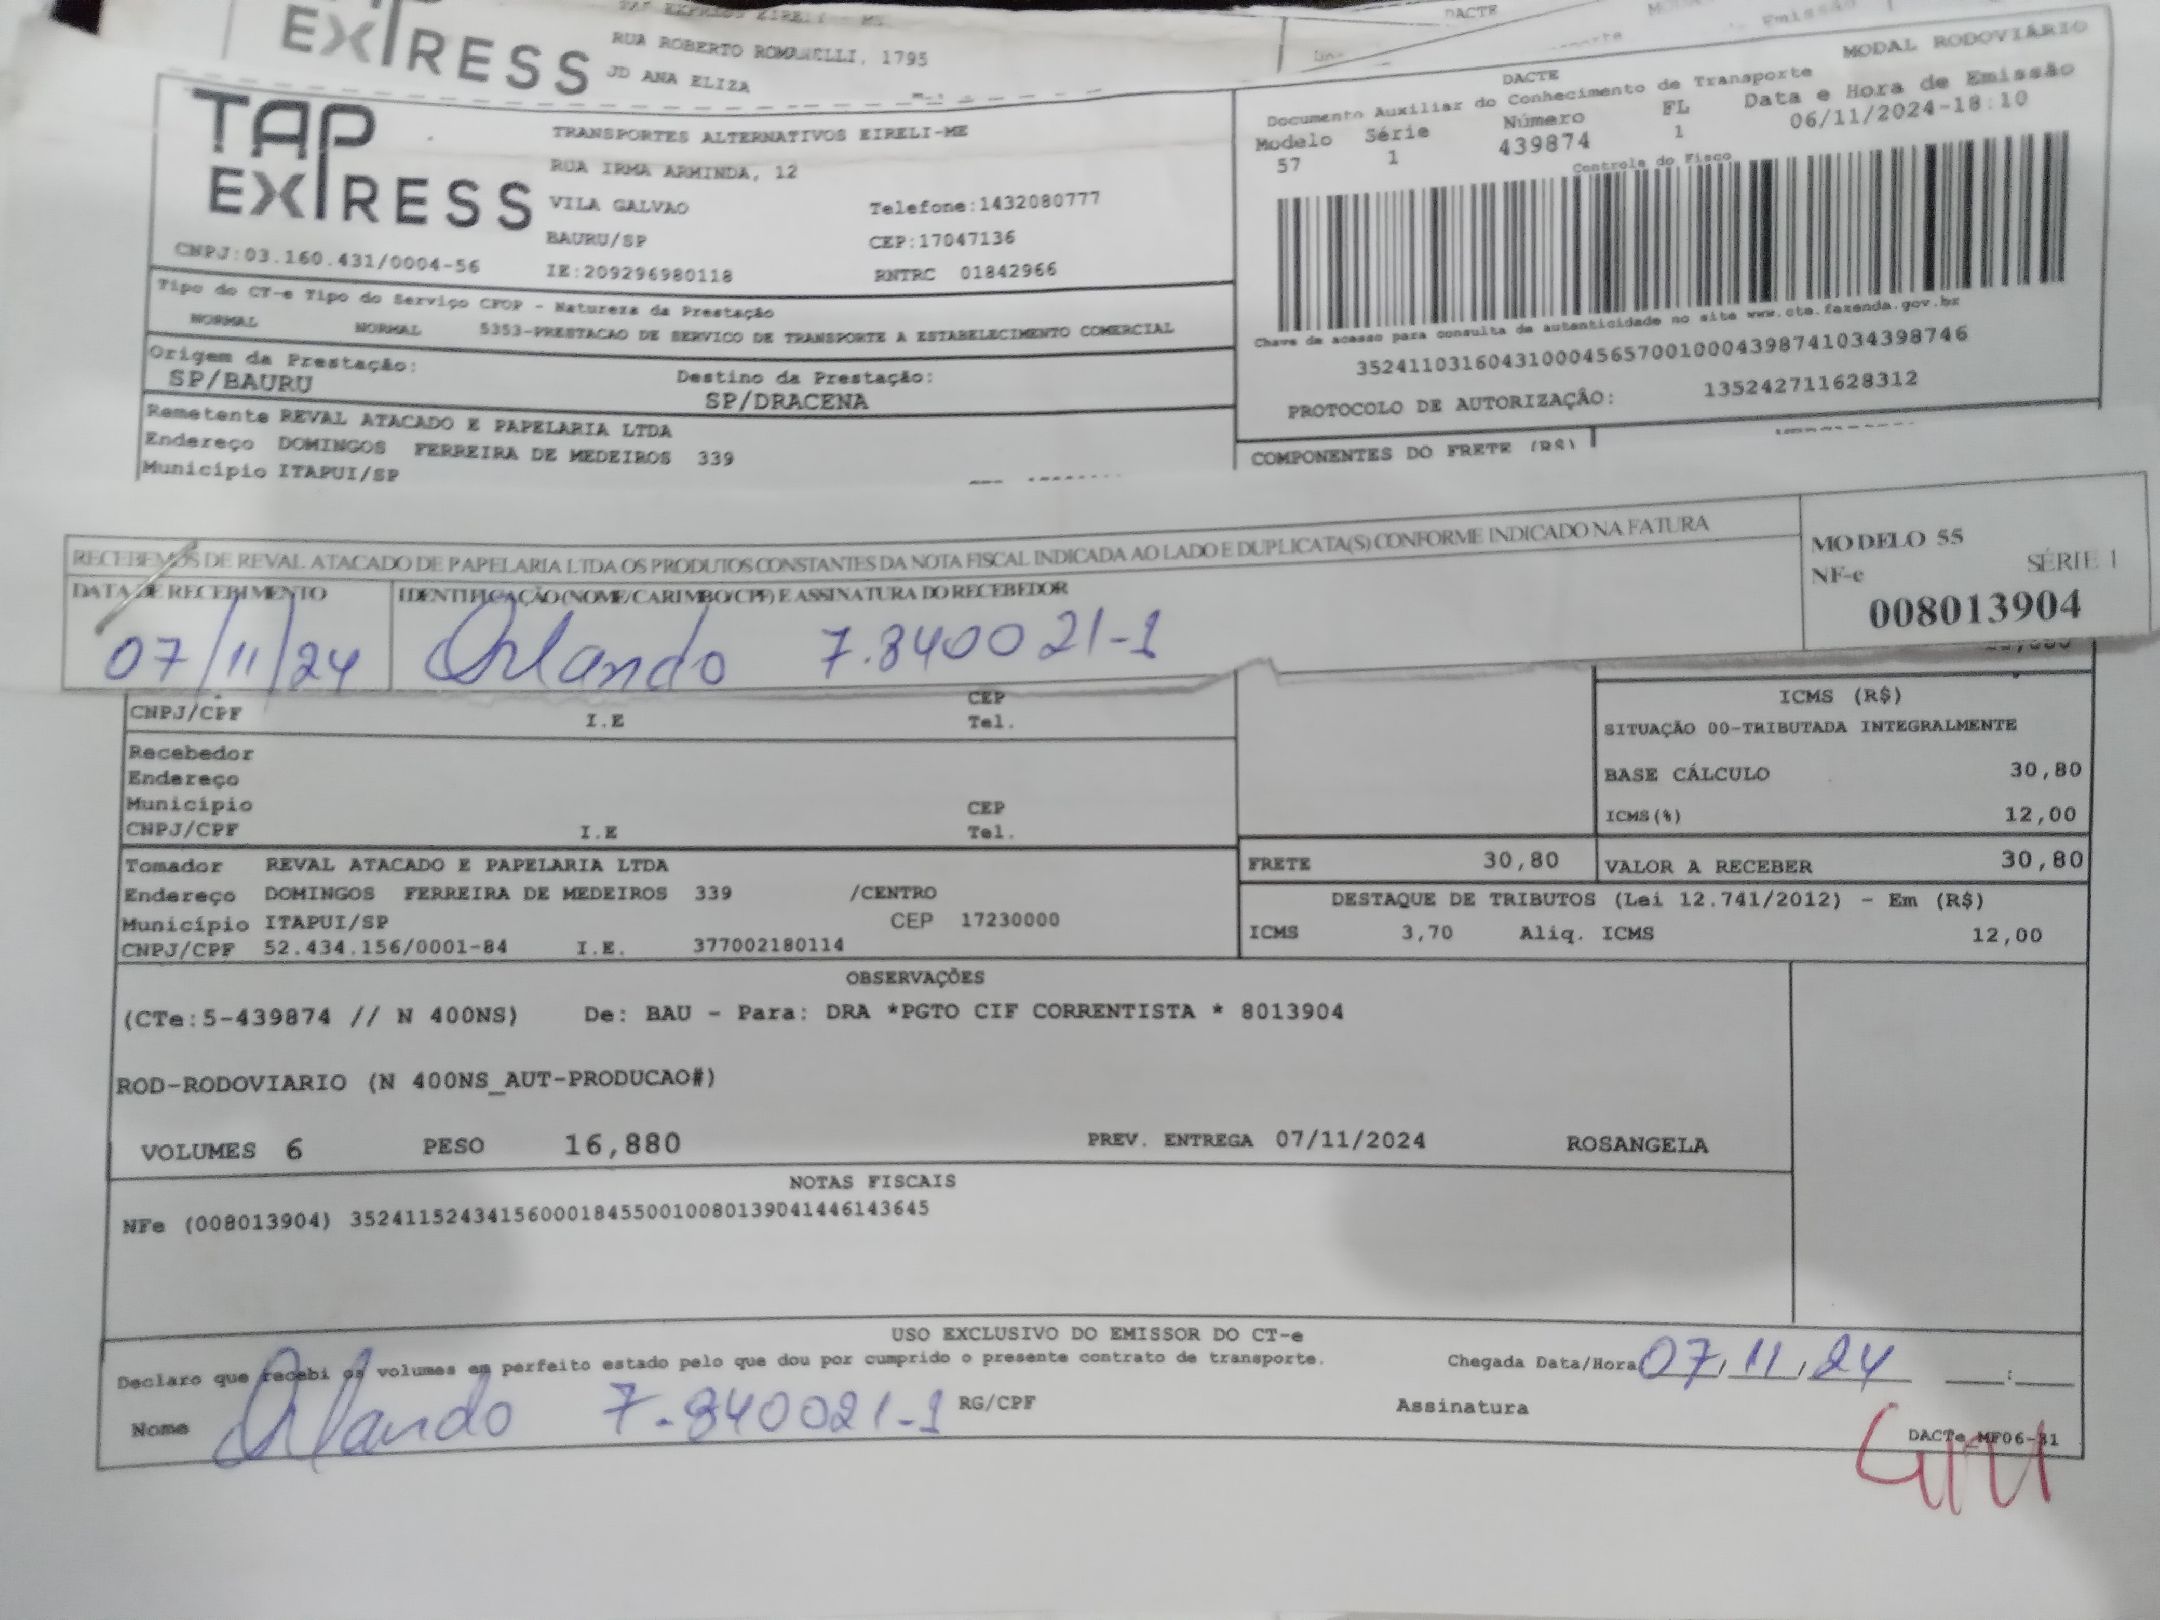 EXPRESS
RUA ROBERTO ROMANELLI, 1795
JD ANA ELIZA
DACTE
TAP
EXPRESS
CNPJ:03.160.431/0004-56
TRANSPORTES ALTERNATIVOS EIRELI-ME
RUA IRMA ARMINDA, 12
VILA GALVAO Telefone:1432080777
BAURU/SP CEP:17047136
IE:209296980118 RNTRC 01842966
DACTE MODAL RODOVIÁRIO
Documento Auxiliar do Conhecimento de Transporte
Modelo Série Número FL Data e Hora de Emissão
57 1 439874 1 06/11/2024-18:10
Controle do Fisco
Chave de acesso para consulta de autenticidade no site www.cte.fazenda.gov.br
35241103160431000456570010004398741034398746
PROTOCOLO DE AUTORIZAÇÃO: 135242711628312
Tipo do CT-e Tipo do Serviço CFOP - Natureza da Prestação
NORMAL NORMAL 5353-PRESTACAO DE SERVICO DE TRANSPORTE A ESTABELECIMENTO COMERCIAL
Origem da Prestação: Destino da Prestação:
SP/BAURU SP/DRACENA
Remetente REVAL ATACADO E PAPELARIA LTDA
Endereço DOMINGOS FERREIRA DE MEDEIROS 339
Município ITAPUI/SP
COMPONENTES DO FRETE (R$)
RECEBEMOS DE REVAL ATACADO DE PAPELARIA LTDA OS PRODUTOS CONSTANTES DA NOTA FISCAL INDICADA AO LADO E DUPLICATA(S) CONFORME INDICADO NA FATURA
DATA DE RECEBIMENTO IDENTIFICAÇÃO (NOME/CARIMBO/CPF) E ASSINATURA DO RECEBEDOR
07/11/24 Orlando 7.840021-1
MODELO 55
NF-e SÉRIE 1
008013904
CEP
CNPJ/CPF I.E Tel.
Recebedor
Endereço
Município CEP
CNPJ/CPF I.E Tel.
ICMS (R$)
SITUAÇÃO 00-TRIBUTADA INTEGRALMENTE
BASE CÁLCULO 30,80
ICMS(%) 12,00
FRETE 30,80 VALOR A RECEBER 30,80
DESTAQUE DE TRIBUTOS (Lei 12.741/2012) - Em (R$)
ICMS 3,70 Aliq. ICMS 12,00
Tomador REVAL ATACADO E PAPELARIA LTDA
Endereço DOMINGOS FERREIRA DE MEDEIROS 339 /CENTRO
Município ITAPUI/SP CEP 17230000
CNPJ/CPF 52.434.156/0001-84 I.E. 377002180114
OBSERVAÇÕES
(CTe:5-439874 // N 400NS) De: BAU - Para: DRA *PGTO CIF CORRENTISTA * 8013904
ROD-RODOVIARIO (N 400NS_AUT-PRODUCAO#)
VOLUMES 6 PESO 16,880 PREV. ENTREGA 07/11/2024 ROSANGELA
NOTAS FISCAIS
NFe (008013904) 35241152434156000184550010080139041446143645
USO EXCLUSIVO DO EMISSOR DO CT-e
Declaro que recebi os volumes em perfeito estado pelo que dou por cumprido o presente contrato de transporte. Chegada Data/Hora 07/11/24 :
Nome Orlando 7-840021-1 RG/CPF Assinatura
DACTe_MF06-31